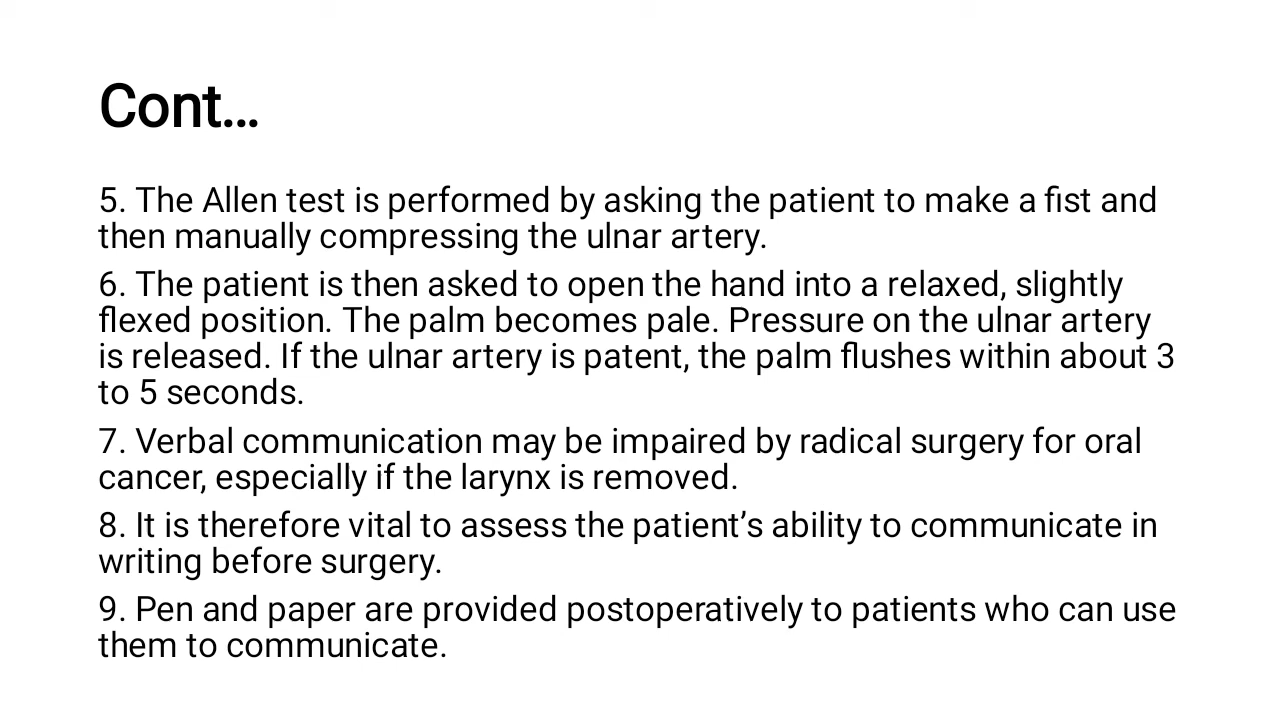 Cont...
5. The Allen test is performed by asking the patient to make a fist and
then manually compressing the ulnar artery.
6. The patient is then asked to open the hand into a relaxed, slightly
flexed position. The palm becomes pale. Pressure on the ulnar artery
is released. If the ulnar artery is patent, the palm flushes within about 3
to 5 seconds.
7. Verbal communication may be impaired by radical surgery for oral
cancer, especially if the larynx is removed.
8. It is therefore vital to assess the patient’s ability to communicate in
writing before surgery.
9. Pen and paper are provided postoperatively to patients who can use
them to communicate.